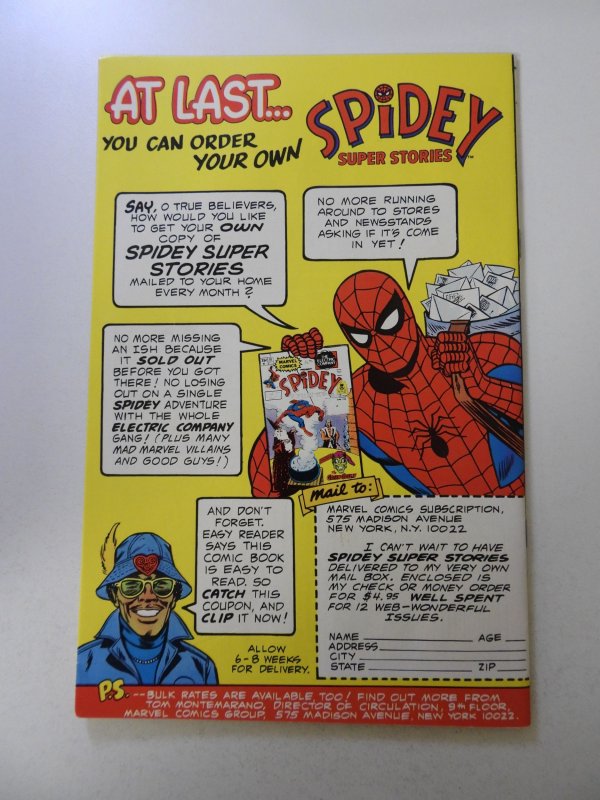 AT LAST...
YOU CAN ORDER
YOUR OWN
SPIDEY
SUPER STORIES™
SAY, O TRUE BELIEVERS,
HOW WOULD YOU LIKE
TO GET YOUR OWN
COPY OF
SPIDEY SUPER
STORIES
MAILED TO YOUR HOME
EVERY MONTH?
NO MORE RUNNING
AROUND TO STORES
AND NEWSSTANDS
ASKING IF IT'S COME
IN YET!
NO MORE MISSING
AN ISH BECAUSE
IT SOLD OUT
BEFORE YOU GOT
THERE! NO LOSING
OUT ON A SINGLE
SPIDEY ADVENTURE
WITH THE WHOLE
ELECTRIC COMPANY
GANG! (PLUS MANY
MAD MARVEL VILLAINS
AND GOOD GUYS!)
MARVEL
COMICS
SPIDEY
AND DON'T
FORGET,
EASY READER
SAYS THIS
COMIC BOOK
IS EASY TO
READ. SO
CATCH THIS
COUPON, AND
CLIP IT NOW!
ALLOW
6-8 WEEKS
FOR DELIVERY.
mail to:
MARVEL COMICS SUBSCRIPTION,
575 MADISON AVENUE
NEW YORK, N.Y. 10022
I CAN'T WAIT TO HAVE
SPIDEY SUPER STORIES
DELIVERED TO MY VERY OWN
MAIL BOX. ENCLOSED IS
MY CHECK OR MONEY ORDER
FOR $4.95 WELL SPENT
FOR 12 WEB-WONDERFUL
ISSUES.
NAME AGE
ADDRESS
CITY
STATE ZIP
P.S. --BULK RATES ARE AVAILABLE, TOO! FIND OUT MORE FROM
TOM MONTEMARANO, DIRECTOR OF CIRCULATION, 9th FLOOR,
MARVEL COMICS GROUP, 575 MADISON AVENUE, NEW YORK 10022.